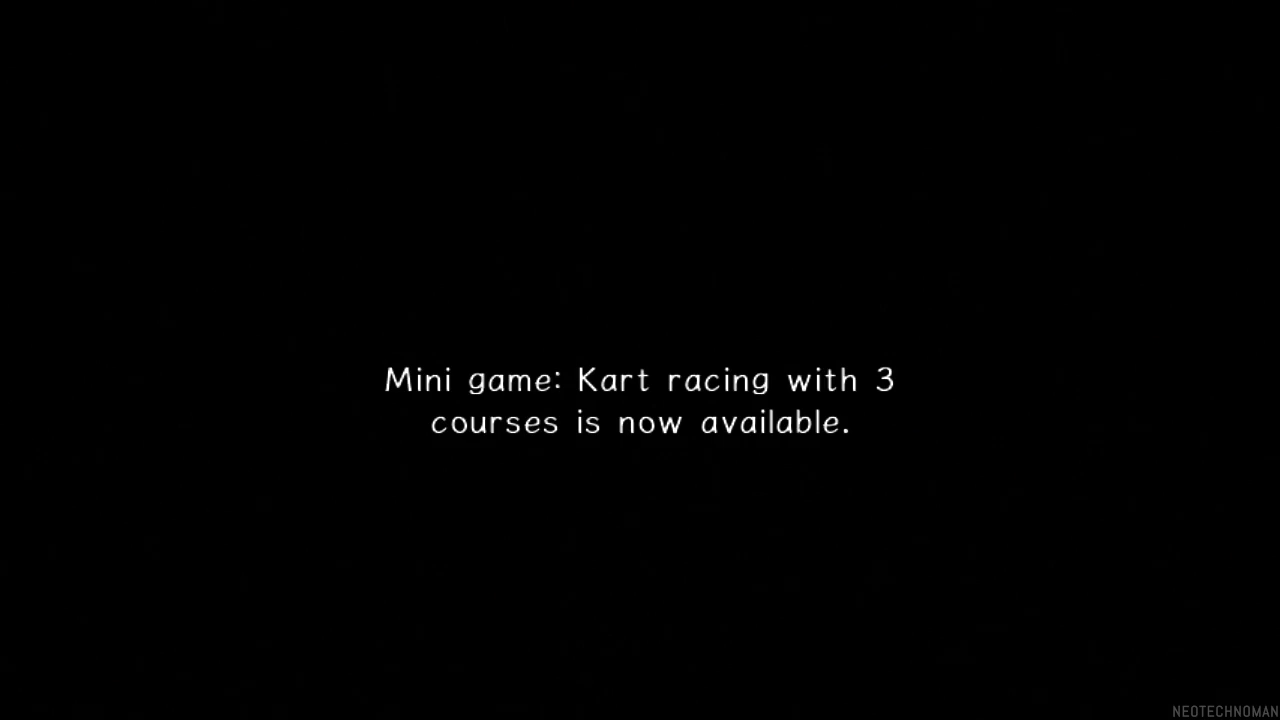 Mini game: Kart racing with 3
courses is now available.
NEOTECHNOMAN